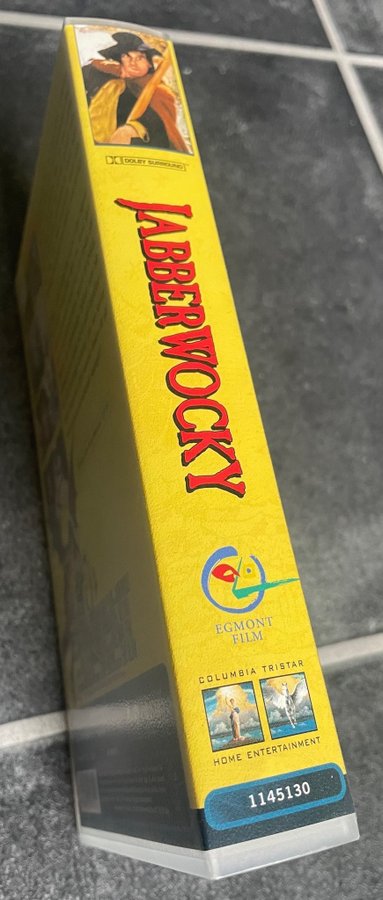 DOLBY SURROUND
JABBERWOCKY
EGMONT
FILM
COLUMBIA TRISTAR
HOME ENTERTAINMENT
1145130